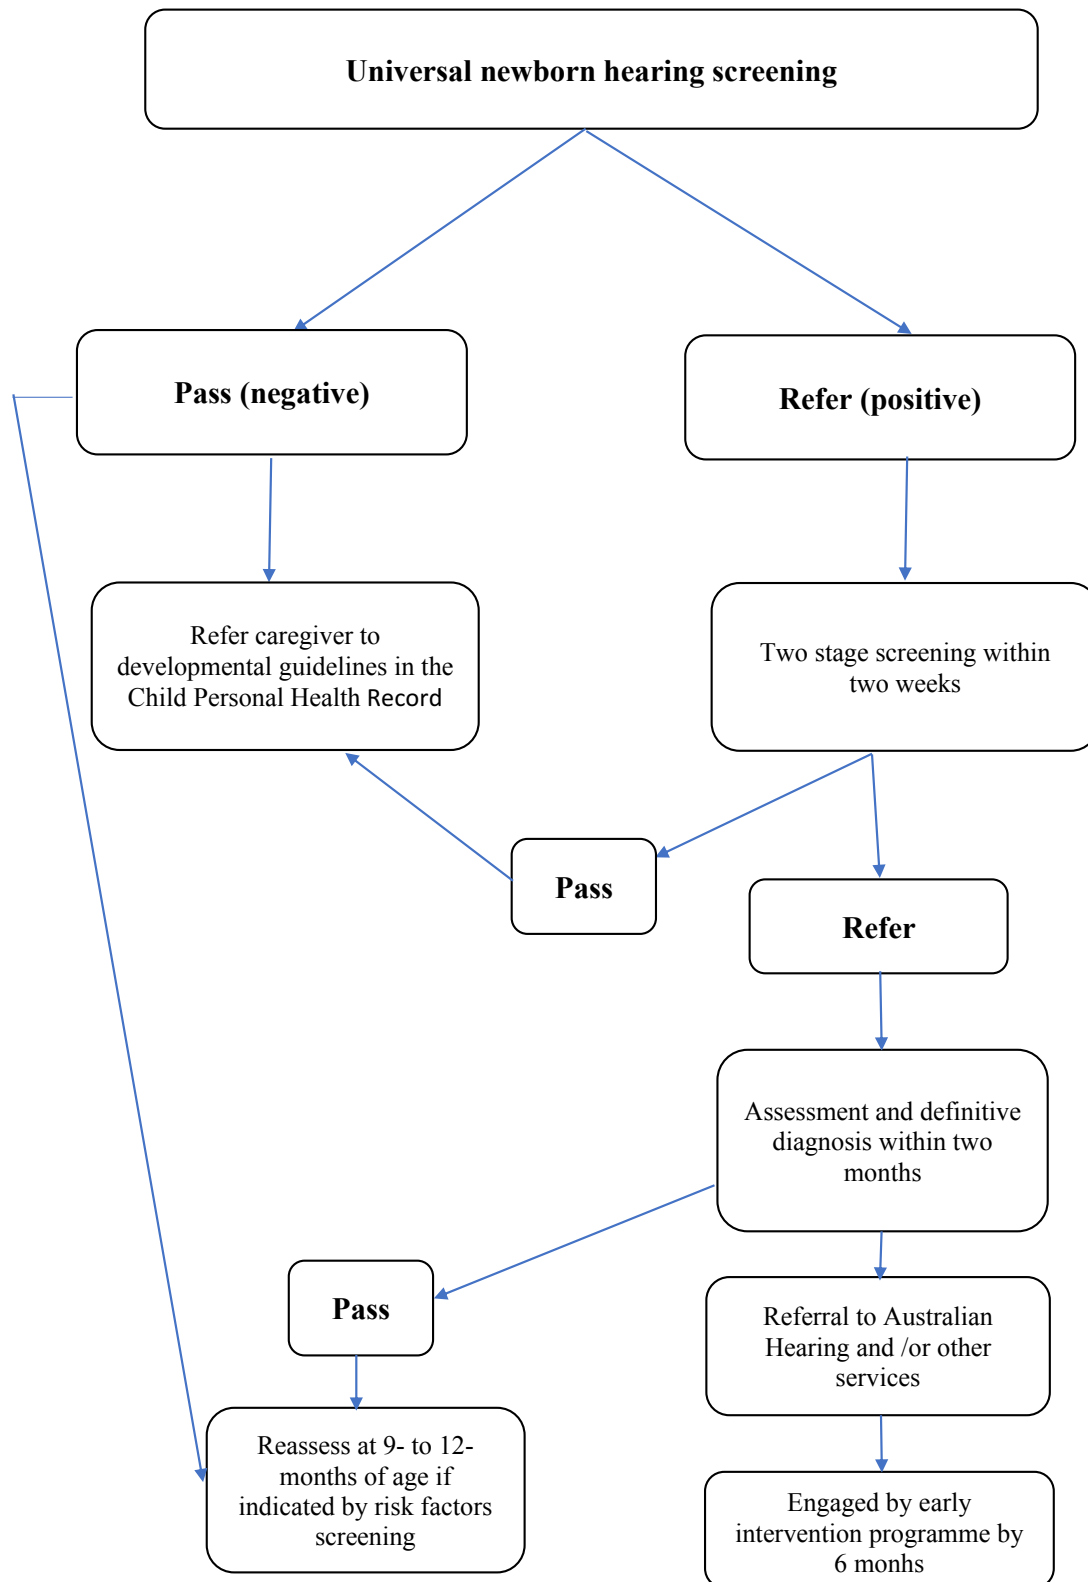 Universal newborn hearing screening
Pass (negative)
Refer (positive)
Refer caregiver to
developmental guidelines in the
Child Personal Health Record
Two stage screening within
two weeks
Pass
Refer
Assessment and definitive
diagnosis within two
months
Pass
Referral to Australian
Hearing and /or other
services
Reassess at 9- to 12-
months of age if
indicated by risk factors
screening
Engaged by early
intervention programme by
6 monhs